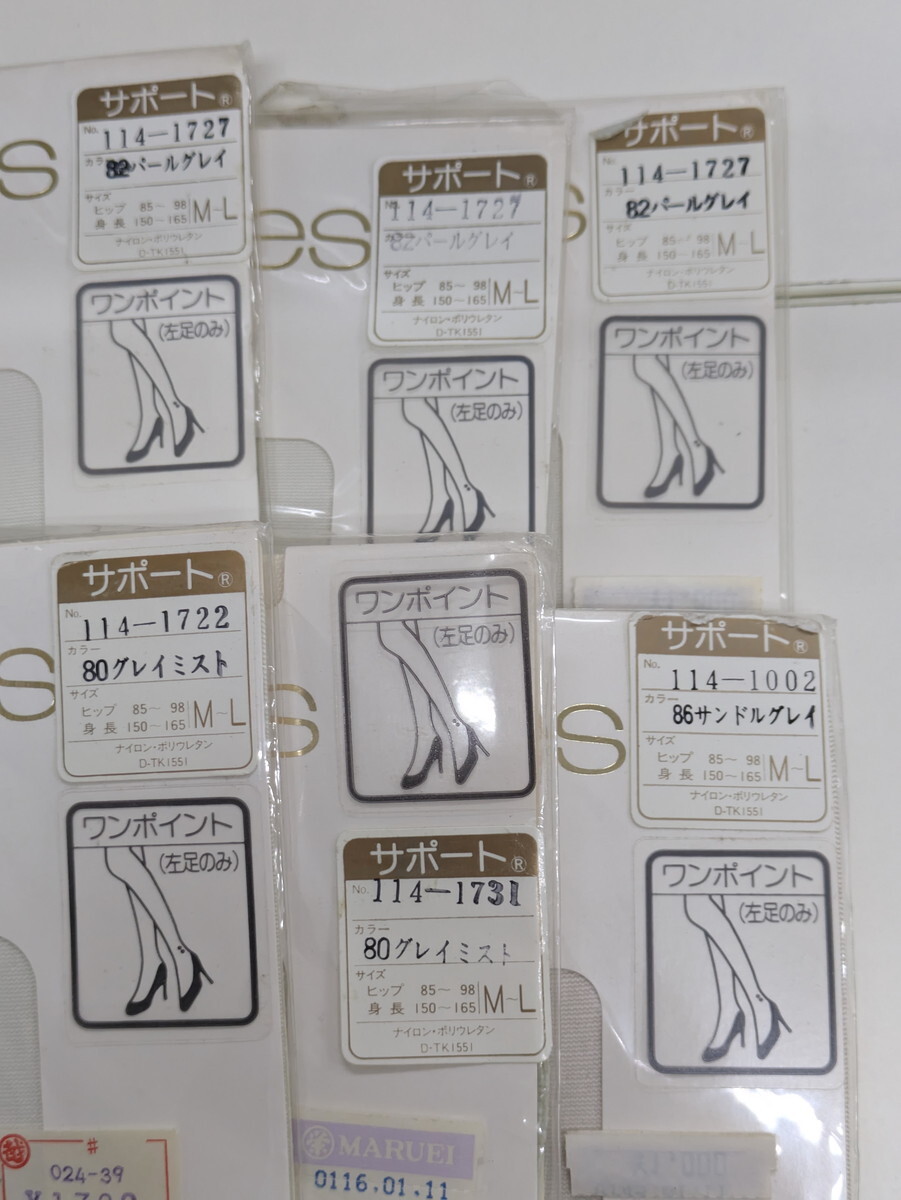 s
サポート®
No. 114-1727
カラー 82パールグレイ
サイズ
ヒップ 85～98
身長 150～165
M~L
ナイロン・ポリウレタン
D-TK1551
ワンポイント
(左足のみ)
es
サポート®
No. 114-1727
カラー 82パールグレイ
サイズ
ヒップ 85～98
身長 150～165
M~L
ナイロン・ポリウレタン
D-TK1551
ワンポイント
(左足のみ)
s
サポート®
No. 114-1727
カラー
82パールグレイ
サイズ
ヒップ 85～98
身長 150～165
M~L
ナイロン・ポリウレタン
D-TK1551
ワンポイント
(左足のみ)
s
サポート®
No. 114-1722
カラー
80グレイミスト
サイズ
ヒップ 85～98
身長 150～165
M~L
ナイロン・ポリウレタン
D-TK1551
ワンポイント
(左足のみ)
越
#
024-39
s
ワンポイント
(左足のみ)
サポート®
No. 114-1731
カラー
80グレイミスト
サイズ
ヒップ 85～98
身長 150～165
M~L
ナイロン・ポリウレタン
D-TK1551
MARUEI
0116.01.11
s
サポート®
No. 114-1002
カラー
86サンドルグレイ
サイズ
ヒップ 85～98
身長 150～165
M~L
ナイロン・ポリウレタン
D-TK1551
ワンポイント
(左足のみ)